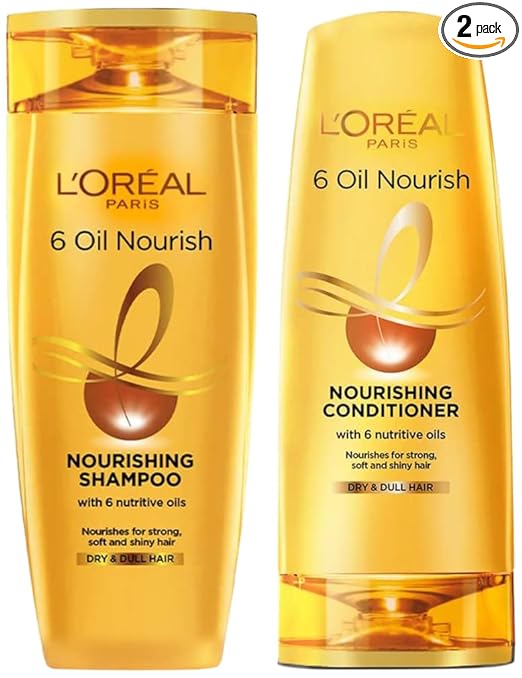 2
pack
L'ORÉAL
PARIS
6 Oil Nourish
NOURISHING
SHAMPOO
with 6 nutritive oils
Nourishes for strong,
soft and shiny hair
DRY & DULL HAIR
L'ORÉAL
PARIS
6 Oil Nourish
NOURISHING
CONDITIONER
with 6 nutritive oils
Nourishes for strong,
soft and shiny hair
DRY & DULL HAIR